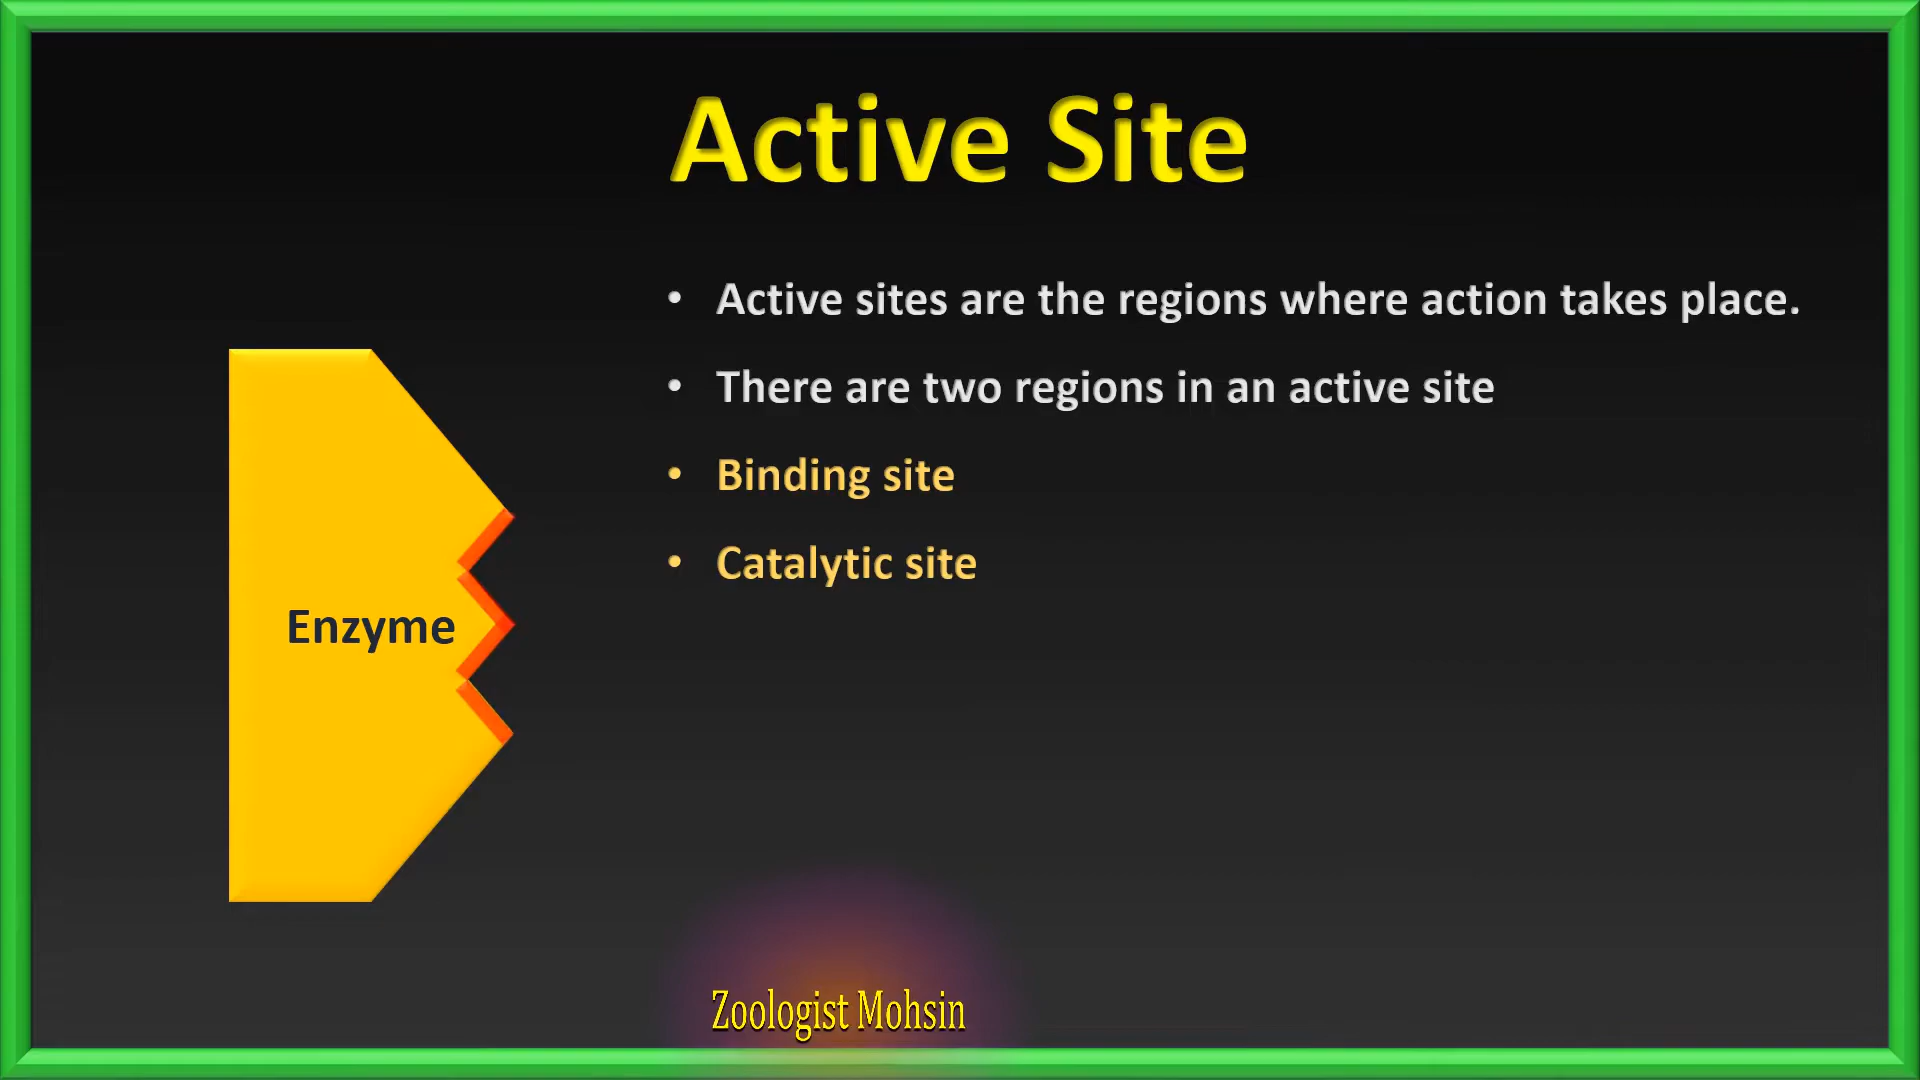 Active Site
• Active sites are the regions where action takes place.
• There are two regions in an active site
• Binding site
• Catalytic site
Enzyme
Zoologist Mohsin